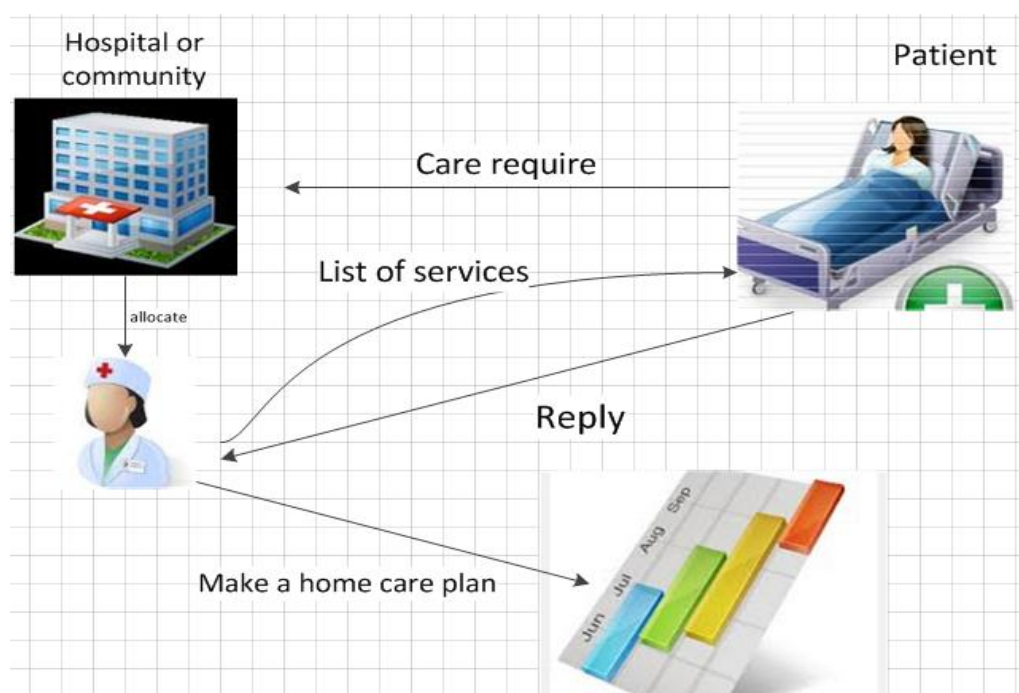 Hospital or
community
Patient
Care require
List of services
allocate
Reply
Make a home care plan
Jun
Jul
Aug
Sep